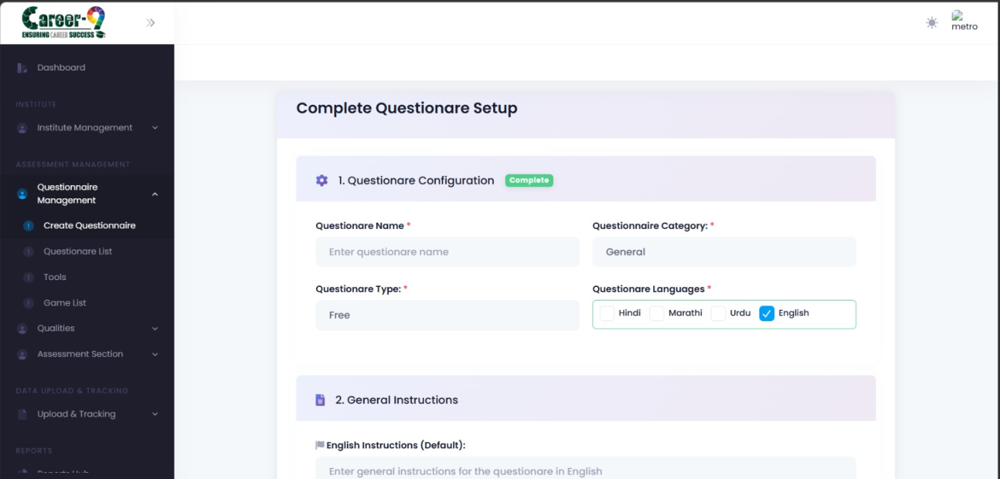 Career-9
ENSURING CAREER SUCCESS
metro
Dashboard
INSTITUTE
Institute Management
ASSESSMENT MANAGEMENT
Questionnaire
Management
Create Questionnaire
Questionare List
Tools
Game List
Qualities
Assessment Section
DATA UPLOAD & TRACKING
Upload & Tracking
REPORTS
Reports Hub
Complete Questionare Setup
1. Questionare Configuration Complete
Questionare Name *
Enter questionare name
Questionnaire Category: *
General
Questionare Type: *
Free
Questionare Languages *
Hindi Marathi Urdu English
2. General Instructions
English Instructions (Default):
Enter general instructions for the questionare in English